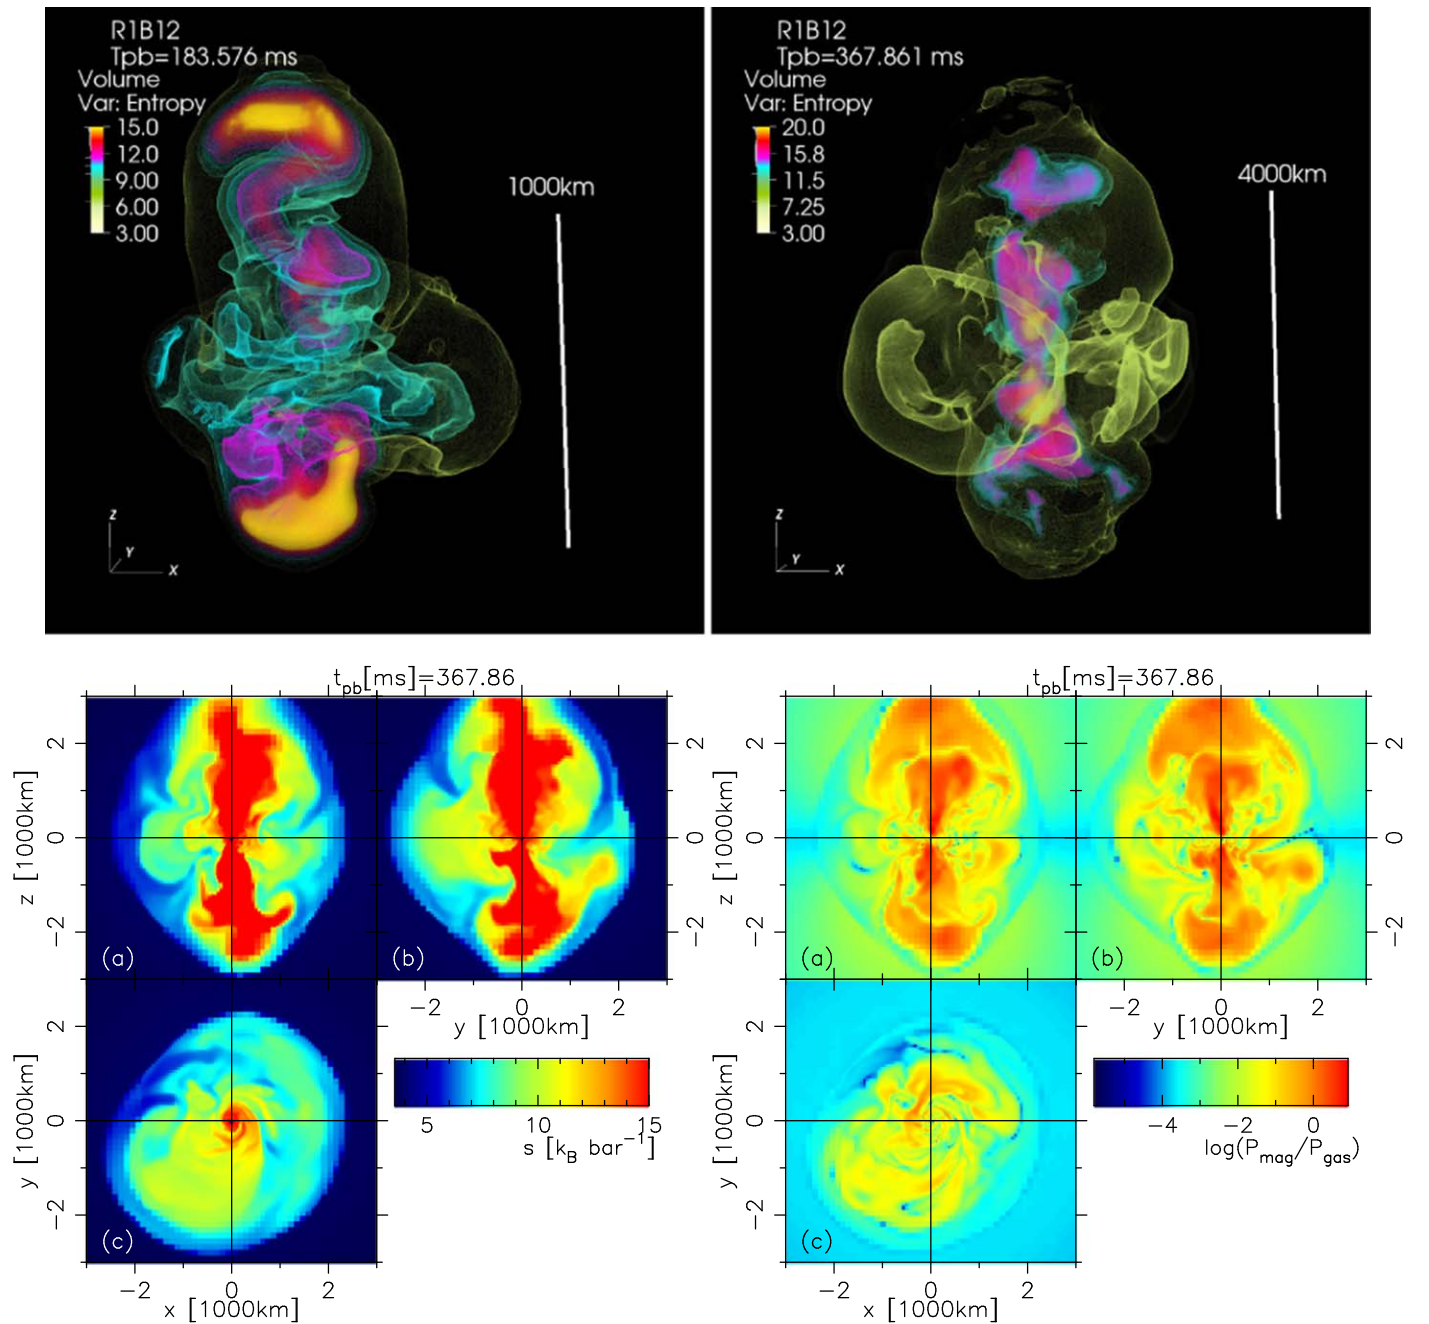 R1B12
Tpb=183.576 ms
Volume
Var: Entropy
15.0
12.0
9.00
6.00
3.00
1000km
Z
Y
X
R1B12
Tpb=367.861 ms
Volume
Var: Entropy
20.0
15.8
11.5
7.25
3.00
4000km
Z
Y
X
t_pb[ms]=367.86
z [1000km]
2
0
−2
(a)
(b)
2
0
−2
−2 0 2
y [1000km]
y [1000km]
2
0
−2
(c)
−2 0 2
x [1000km]
5 10 15
s [k_B bar^−1]
t_pb[ms]=367.86
z [1000km]
2
0
−2
(a)
(b)
2
0
−2
−2 0 2
y [1000km]
y [1000km]
2
0
−2
(c)
−2 0 2
x [1000km]
−4 −2 0
log(P_mag/P_gas)